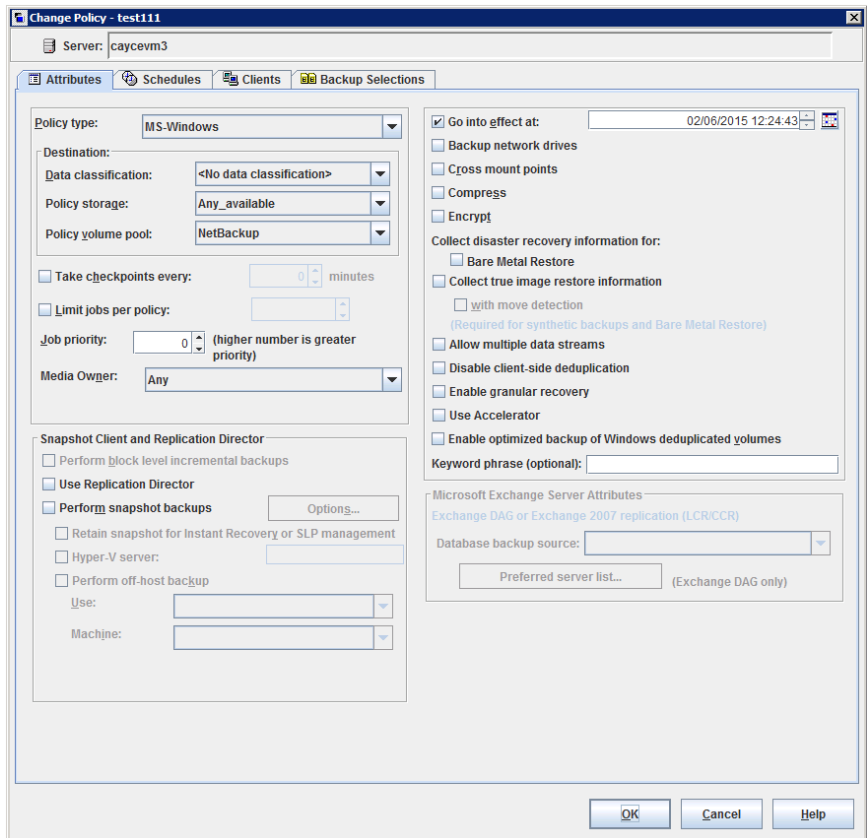 Change Policy - test111
Server: caycevm3
Attributes Schedules Clients Backup Selections
Policy type: MS-Windows
Destination:
Data classification: <No data classification>
Policy storage: Any_available
Policy volume pool: NetBackup
Take checkpoints every: 0 minutes
Limit jobs per policy:
Job priority: 0 (higher number is greater
priority)
Media Owner: Any
Snapshot Client and Replication Director
Perform block level incremental backups
Use Replication Director
Perform snapshot backups Options...
Retain snapshot for Instant Recovery or SLP management
Hyper-V server:
Perform off-host backup
Use:
Machine:
Go into effect at: 02/06/2015 12:24:43
Backup network drives
Cross mount points
Compress
Encrypt
Collect disaster recovery information for:
Bare Metal Restore
Collect true image restore information
with move detection
(Required for synthetic backups and Bare Metal Restore)
Allow multiple data streams
Disable client-side deduplication
Enable granular recovery
Use Accelerator
Enable optimized backup of Windows deduplicated volumes
Keyword phrase (optional):
Microsoft Exchange Server Attributes
Exchange DAG or Exchange 2007 replication (LCR/CCR)
Database backup source:
Preferred server list... (Exchange DAG only)
OK Cancel Help